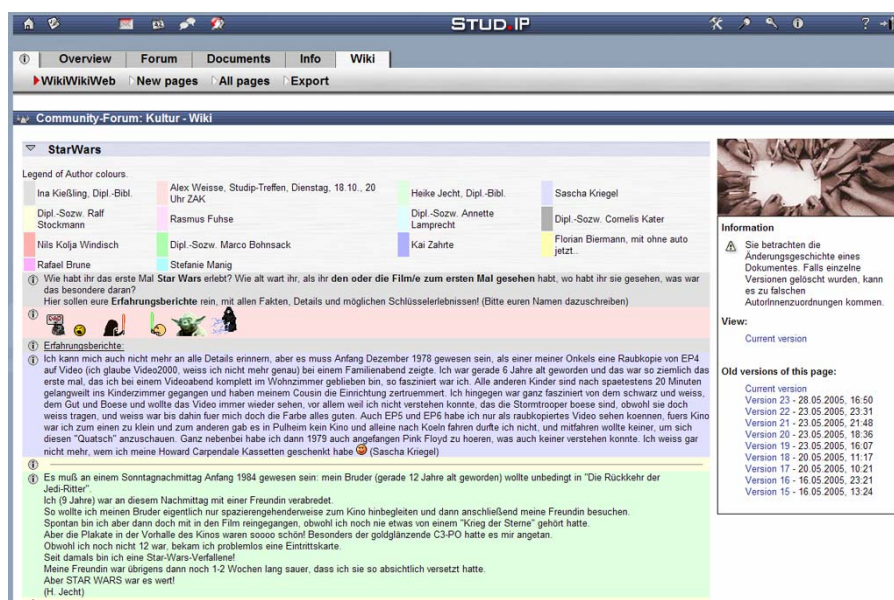 STUD.IP
?
Overview Forum Documents Info Wiki
WikiWikiWeb New pages All pages Export
Community-Forum: Kultur - Wiki
StarWars
Legend of Author colours.
Ina Kießling, Dipl.-Bibl.
Alex Weisse, Studip-Treffen, Dienstag, 18.10., 20
Uhr ZAK
Heike Jecht, Dipl.-Bibl.
Sascha Kriegel
Dipl.-Sozw. Ralf
Stockmann
Rasmus Fuhse
Dipl.-Sozw. Annette
Lamprecht
Dipl.-Sozw. Cornelis Kater
Nils Kolja Windisch
Dipl.-Sozw. Marco Bohnsack
Kai Zahrte
Florian Biermann, mit ohne auto
jetzt..
Rafael Brune
Stefanie Manig
Wie habt ihr das erste Mal Star Wars erlebt? Wie alt wart ihr, als ihr den oder die Film/e zum ersten Mal gesehen habt, wo habt ihr sie gesehen, was war
das besondere daran?
Hier sollen eure Erfahrungsberichte rein, mit allen Fakten, Details und möglichen Schlüsselerlebnissen! (Bitte euren Namen dazuschreiben)
Erfahrungsberichte:
Ich kann mich auch nicht mehr an alle Details erinnern, aber es muss Anfang Dezember 1978 gewesen sein, als einer meiner Onkels eine Raubkopie von EP4
auf Video (ich glaube Video2000, weiss ich nicht mehr genau) bei einem Familienabend zeigte. Ich war gerade 6 Jahre alt geworden und das war so ziemlich das
erste mal, das ich bei einem Videoabend komplett im Wohnzimmer geblieben bin, so fasziniert war ich. Alle anderen Kinder sind nach spaetestens 20 Minuten
gelangweilt ins Kinderzimmer gegangen und haben meinem Cousin die Einrichtung zertruemmert. Ich hingegen war ganz fasziniert von dem schwarz und weiss,
dem Gut und Boese und wollte das Video immer wieder sehen, vor allem weil ich nicht verstehen konnte, das die Stormtrooper boese sind, obwohl sie doch
weiss tragen, und weiss war bis dahin fuer mich doch die Farbe alles guten. Auch EP5 und EP6 habe ich nur als raubkopiertes Video sehen koennen, fuers Kino
war ich zum einen zu klein und zum anderen gab es in Pulheim kein Kino und alleine nach Koeln fahren durfte ich nicht, und mitfahren wollte keiner, um sich
diesen "Quatsch" anzuschauen. Ganz nebenbei habe ich dann 1979 auch angefangen Pink Floyd zu hoeren, was auch keiner verstehen konnte. Ich weiss gar
nicht mehr, wem ich meine Howard Carpendale Kassetten geschenkt habe (Sascha Kriegel)
Es muß an einem Sonntagnachmittag Anfang 1984 gewesen sein: mein Bruder (gerade 12 Jahre alt geworden) wollte unbedingt in "Die Rückkehr der
Jedi-Ritter".
Ich (9 Jahre) war an diesem Nachmittag mit einer Freundin verabredet.
So wollte ich meinen Bruder eigentlich nur spazierengehenderweise zum Kino hinbegleiten und dann anschließend meine Freundin besuchen.
Spontan bin ich aber dann doch mit in den Film reingegangen, obwohl ich noch nie etwas von einem "Krieg der Sterne" gehört hatte.
Aber die Plakate in der Vorhalle des Kinos waren soooo schön! Besonders der goldglänzende C3-PO hatte es mir angetan.
Obwohl ich noch nicht 12 war, bekam ich problemlos eine Eintrittskarte.
Seit damals bin ich eine Star-Wars-Verfallene!
Meine Freundin war übrigens dann noch 1-2 Wochen lang sauer, dass ich sie so absichtlich versetzt hatte.
Aber STAR WARS war es wert!
(H. Jecht)
Information
Sie betrachten die
Änderungsgeschichte eines
Dokumentes. Falls einzelne
Versionen gelöscht wurden, kann
es zu falschen
AutorInnenzuordnungen kommen.
View:
Current version
Old versions of this page:
Current version
Version 23 - 28.05.2005, 16:50
Version 22 - 23.05.2005, 23:31
Version 21 - 23.05.2005, 21:48
Version 20 - 23.05.2005, 18:36
Version 19 - 23.05.2005, 16:07
Version 18 - 20.05.2005, 11:17
Version 17 - 20.05.2005, 10:21
Version 16 - 16.05.2005, 23:21
Version 15 - 16.05.2005, 13:24